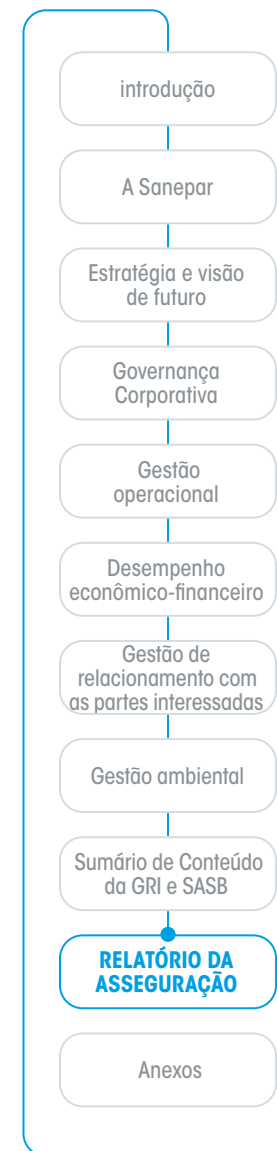 introdução
A Sanepar
Estratégia e visão
de futuro
Governança
Corporativa
Gestão
operacional
Desempenho
econômico-financeiro
Gestão de
relacionamento com
as partes interessadas
Gestão ambiental
Sumário de Conteúdo
da GRI e SASB
RELATÓRIO DA
ASSEGURAÇÃO
Anexos